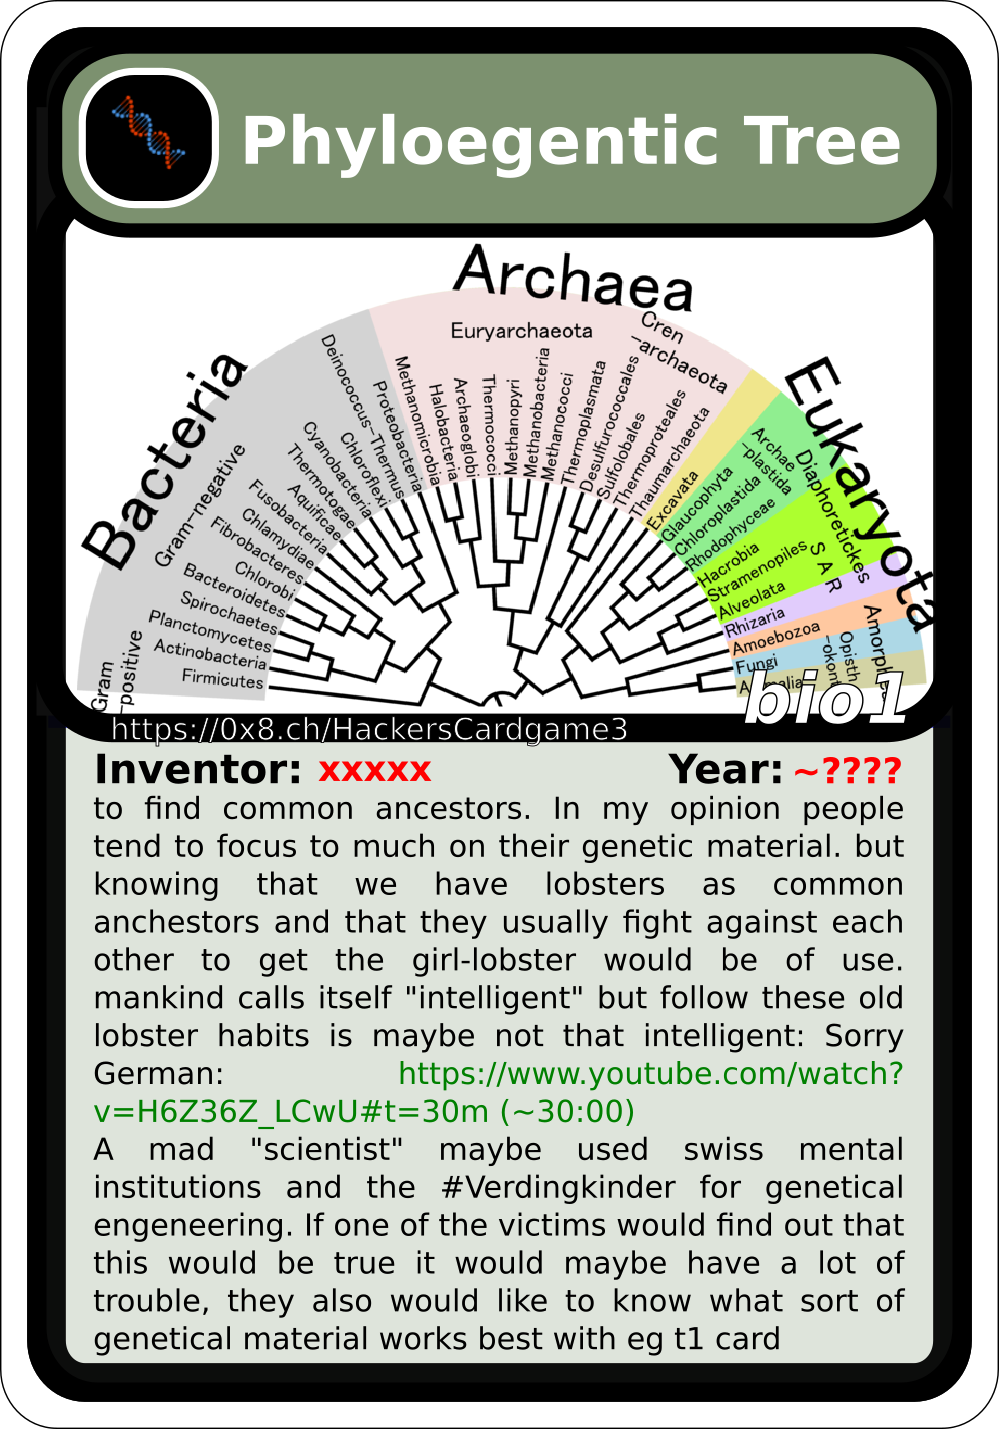 Phyloegentic Tree
Archaea
Bacteria
Eukaryota
Euryarchaeota
Cren
-archaeota
Gram-negative
Gram
-positive
Firmicutes
Actinobacteria
Planctomycetes
Spirochaetes
Bacteroidetes
Chlorobi
Fibrobacteres
Chlamydiae
Fusobacteria
Aquificae
Thermotogae
Cyanobacteria
Chloroflexi
Deinococcus-Thermus
Proteobacteria
Methanomicrobia
Halobacteria
Archaeoglobi
Thermococci
Methanopyri
Methanobacteria
Methanococci
Thermoplasmata
Desulfurococcales
Sulfolobales
Thermoproteales
Thaumarchaeota
Excavata
Archae
-plastida
Glaucophyta
Chloroplastida
Rhodophyceae
Diaphoretickes
Hacrobia
Stramenopiles
Alveolata
S A R
Rhizaria
Amoebozoa
Fungi
Opisth
-okont
bio1
https://0x8.ch/HackersCardgame3
Inventor: xxxxx Year: ~????
to find common ancestors. In my opinion people
tend to focus to much on their genetic material. but
knowing that we have lobsters as common
anchestors and that they usually fight against each
other to get the girl-lobster would be of use.
mankind calls itself "intelligent" but follow these old
lobster habits is maybe not that intelligent: Sorry
German: https://www.youtube.com/watch?
v=H6Z36Z_LCwU#t=30m (~30:00)
A mad "scientist" maybe used swiss mental
institutions and the #Verdingkinder for genetical
engeneering. If one of the victims would find out that
this would be true it would maybe have a lot of
trouble, they also would like to know what sort of
genetical material works best with eg t1 card